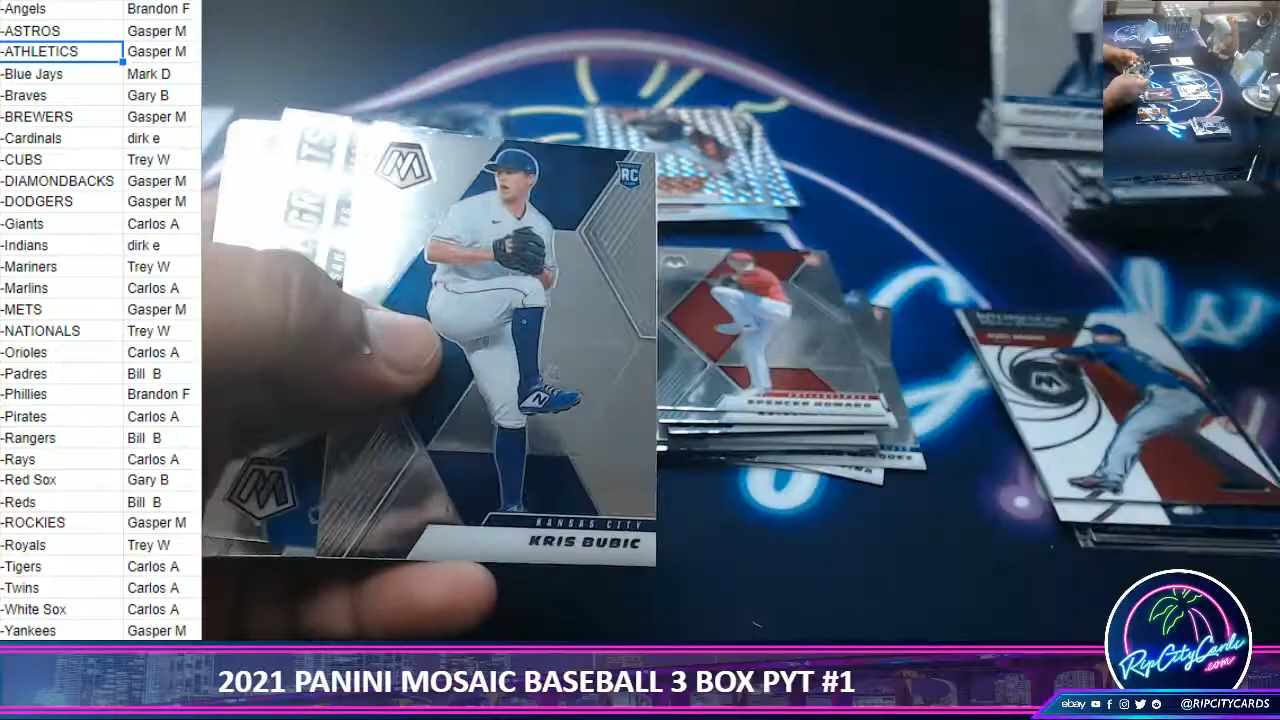 -Angels Brandon F
-ASTROS Gasper M
-ATHLETICS Gasper M
-Blue Jays Mark D
-Braves Gary B
-BREWERS Gasper M
-Cardinals dirk e
-CUBS Trey W
-DIAMONDBACKS Gasper M
-DODGERS Gasper M
-Giants Carlos A
-Indians dirk e
-Mariners Trey W
-Marlins Carlos A
-METS Gasper M
-NATIONALS Trey W
-Orioles Carlos A
-Padres Bill B
-Phillies Brandon F
-Pirates Carlos A
-Rangers Bill B
-Rays Carlos A
-Red Sox Gary B
-Reds Bill B
-ROCKIES Gasper M
-Royals Trey W
-Tigers Carlos A
-Twins Carlos A
-White Sox Carlos A
-Yankees Gasper M
M
RC
N
KANSAS CITY
KRIS BUBIC
M
PHILADELPHIA
SPENCER HOWARD
M
RipCityCards
.com
2021 PANINI MOSAIC BASEBALL 3 BOX PYT #1
ebay @RIPCITYCARDS